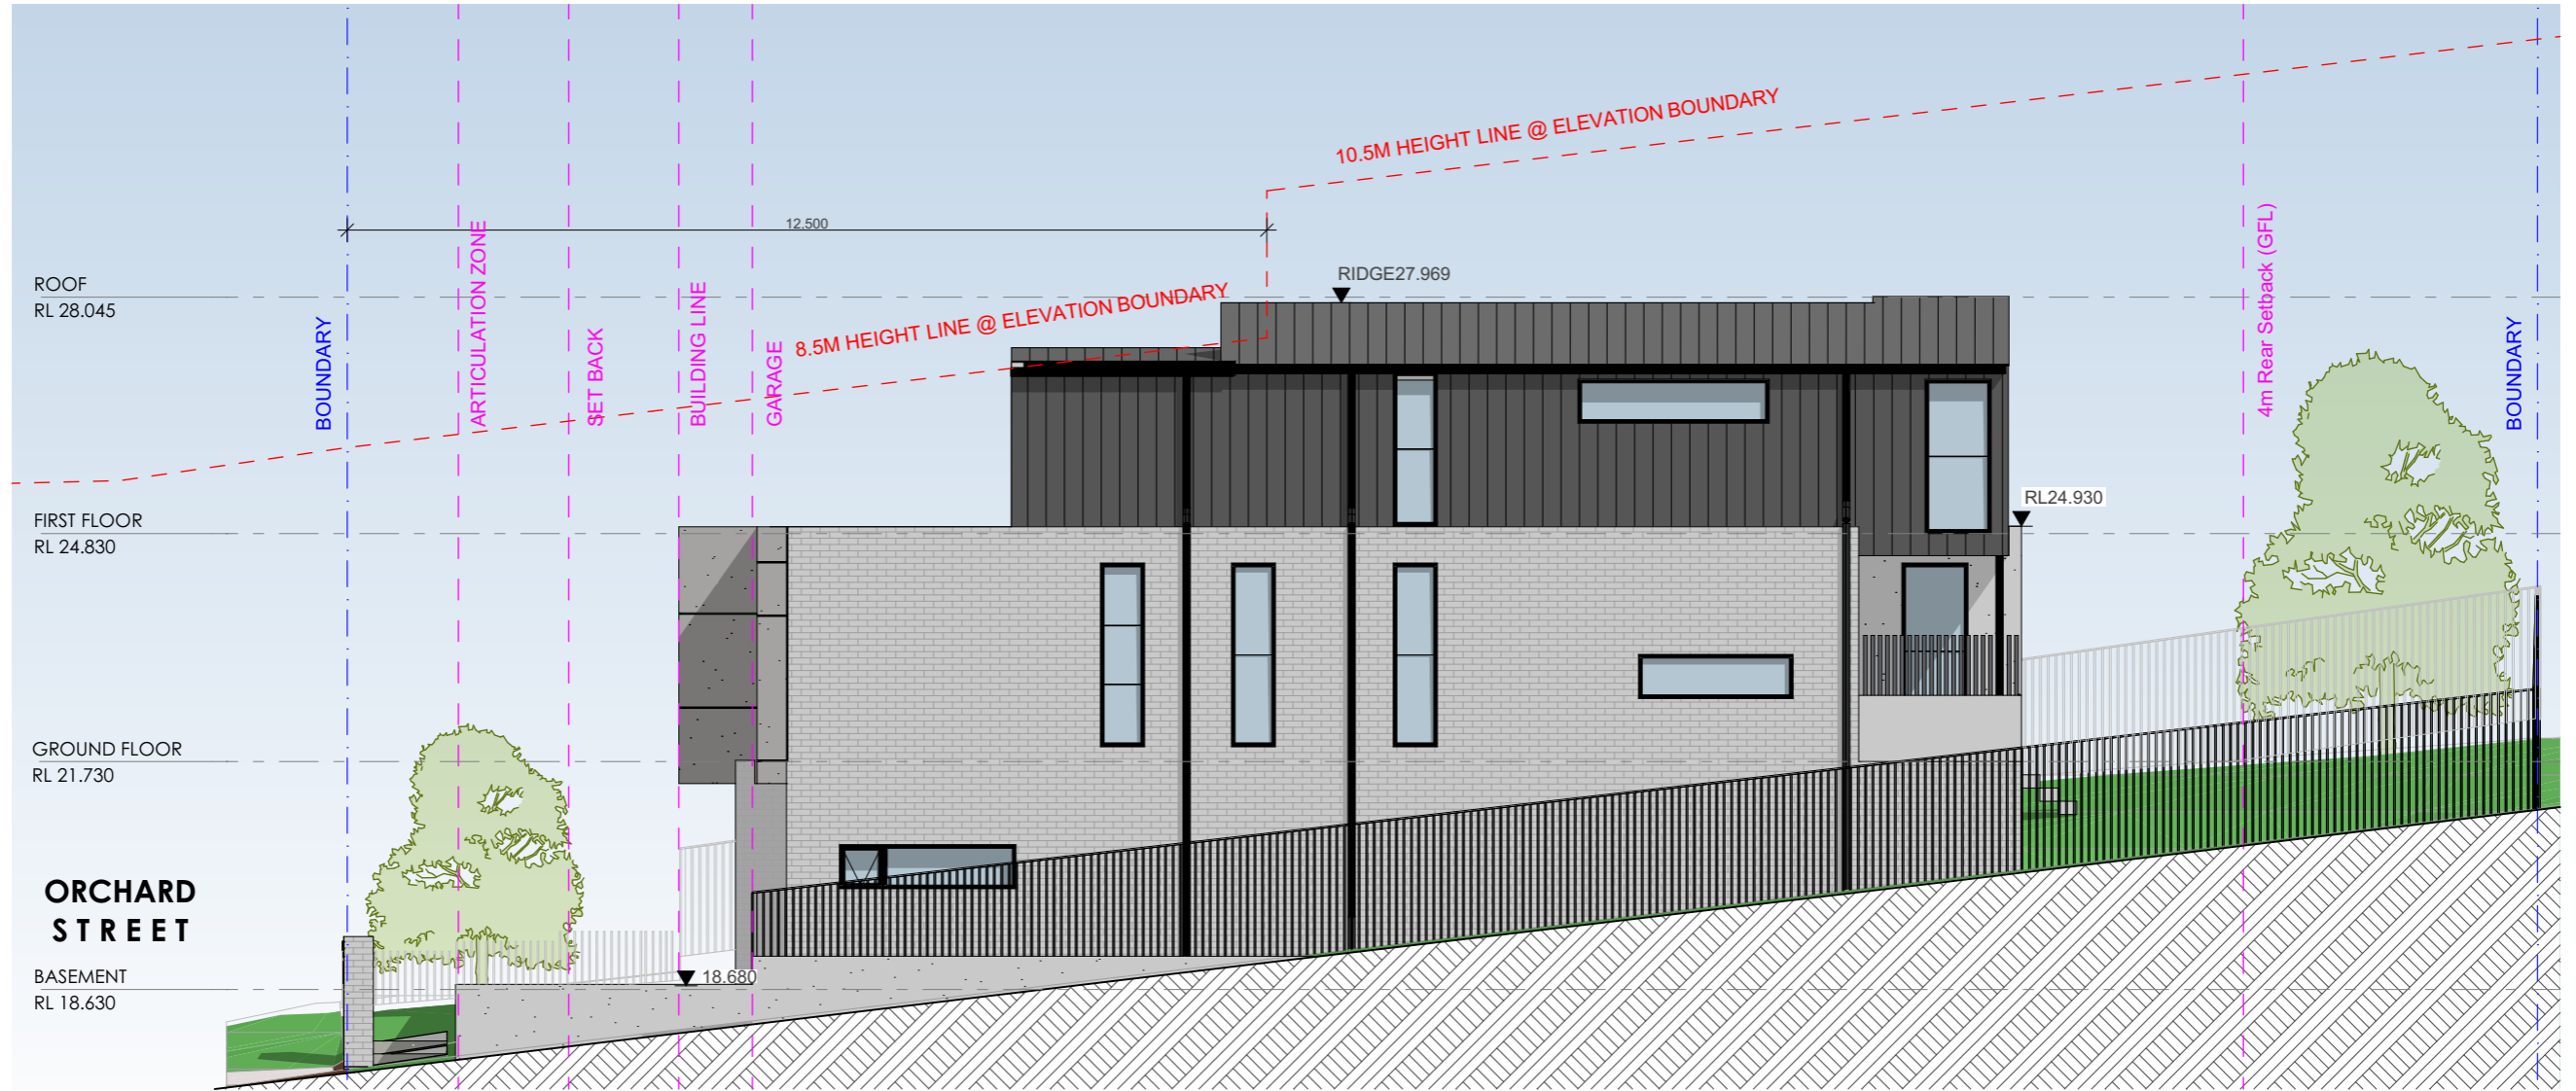 10.5M HEIGHT LINE @ ELEVATION BOUNDARY
12.500
RIDGE27.969
ROOF
RL 28.045
8.5M HEIGHT LINE @ ELEVATION BOUNDARY
BOUNDARY
ARTICULATION ZONE
SET BACK
BUILDING LINE
GARAGE
4m Rear Setback (GFL)
BOUNDARY
RL24.930
FIRST FLOOR
RL 24.830
GROUND FLOOR
RL 21.730
ORCHARD
STREET
BASEMENT
RL 18.630
18.680